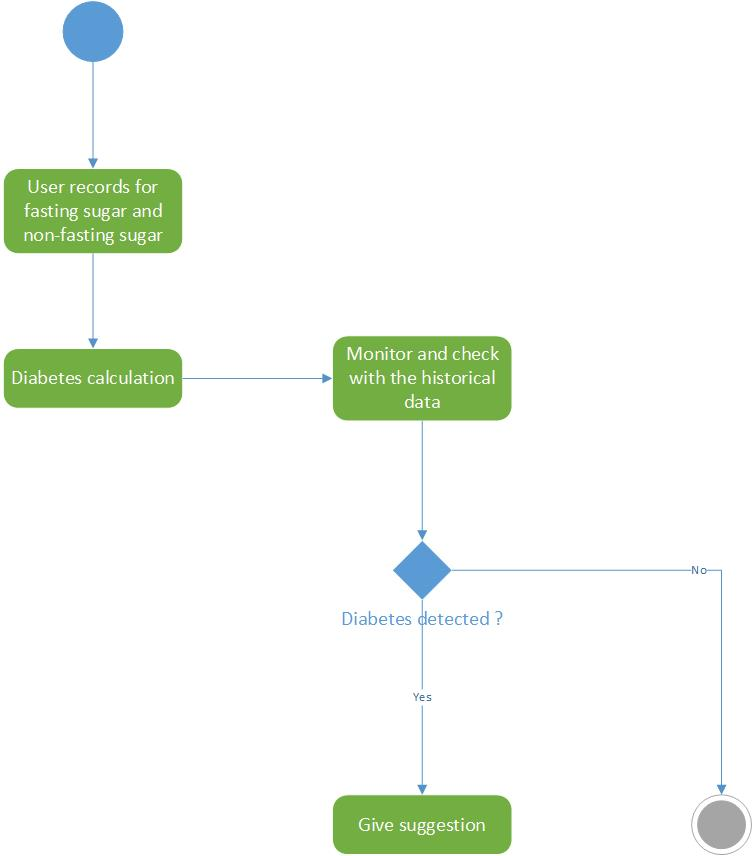 User records for
fasting sugar and
non-fasting sugar
Diabetes calculation
Monitor and check
with the historical
data
No
Diabetes detected ?
Yes
Give suggestion